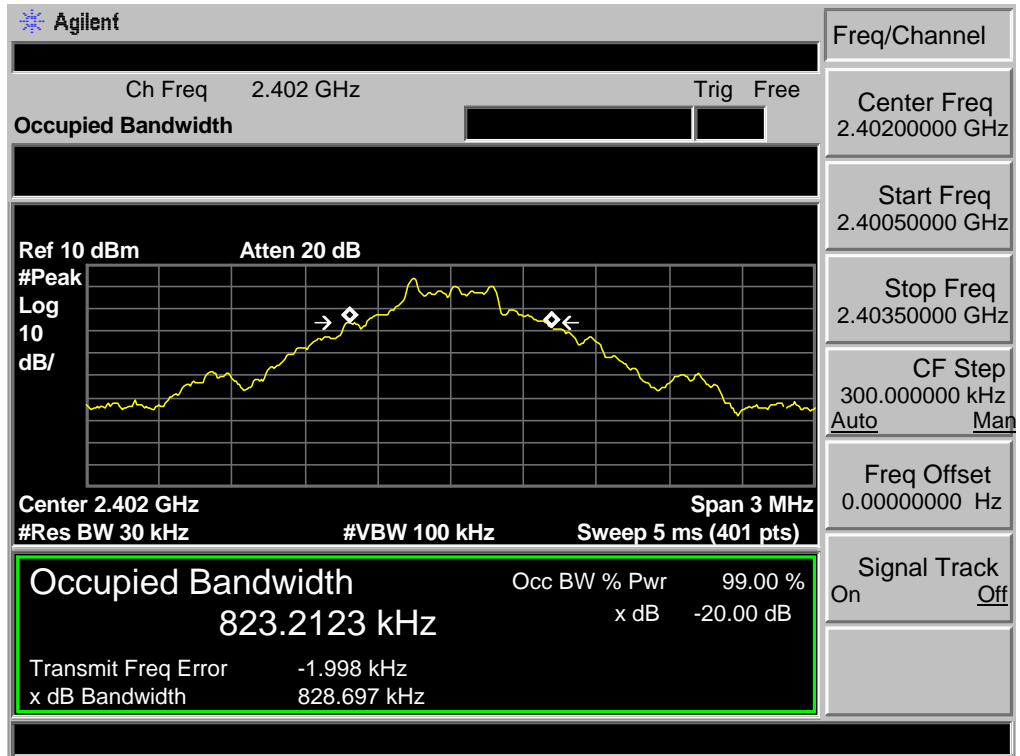 Agilent
Freq/Channel
Ch Freq 2.402 GHz Trig Free
Occupied Bandwidth
Center Freq
2.40200000 GHz
Start Freq
2.40050000 GHz
Stop Freq
2.40350000 GHz
CF Step
300.000000 kHz
Auto Man
Freq Offset
0.00000000 Hz
Signal Track
On Off
Ref 10 dBm Atten 20 dB
#Peak
Log
10
dB/
Center 2.402 GHz Span 3 MHz
#Res BW 30 kHz #VBW 100 kHz Sweep 5 ms (401 pts)
Occupied Bandwidth Occ BW % Pwr 99.00 %
823.2123 kHz x dB -20.00 dB
Transmit Freq Error -1.998 kHz
x dB Bandwidth 828.697 kHz